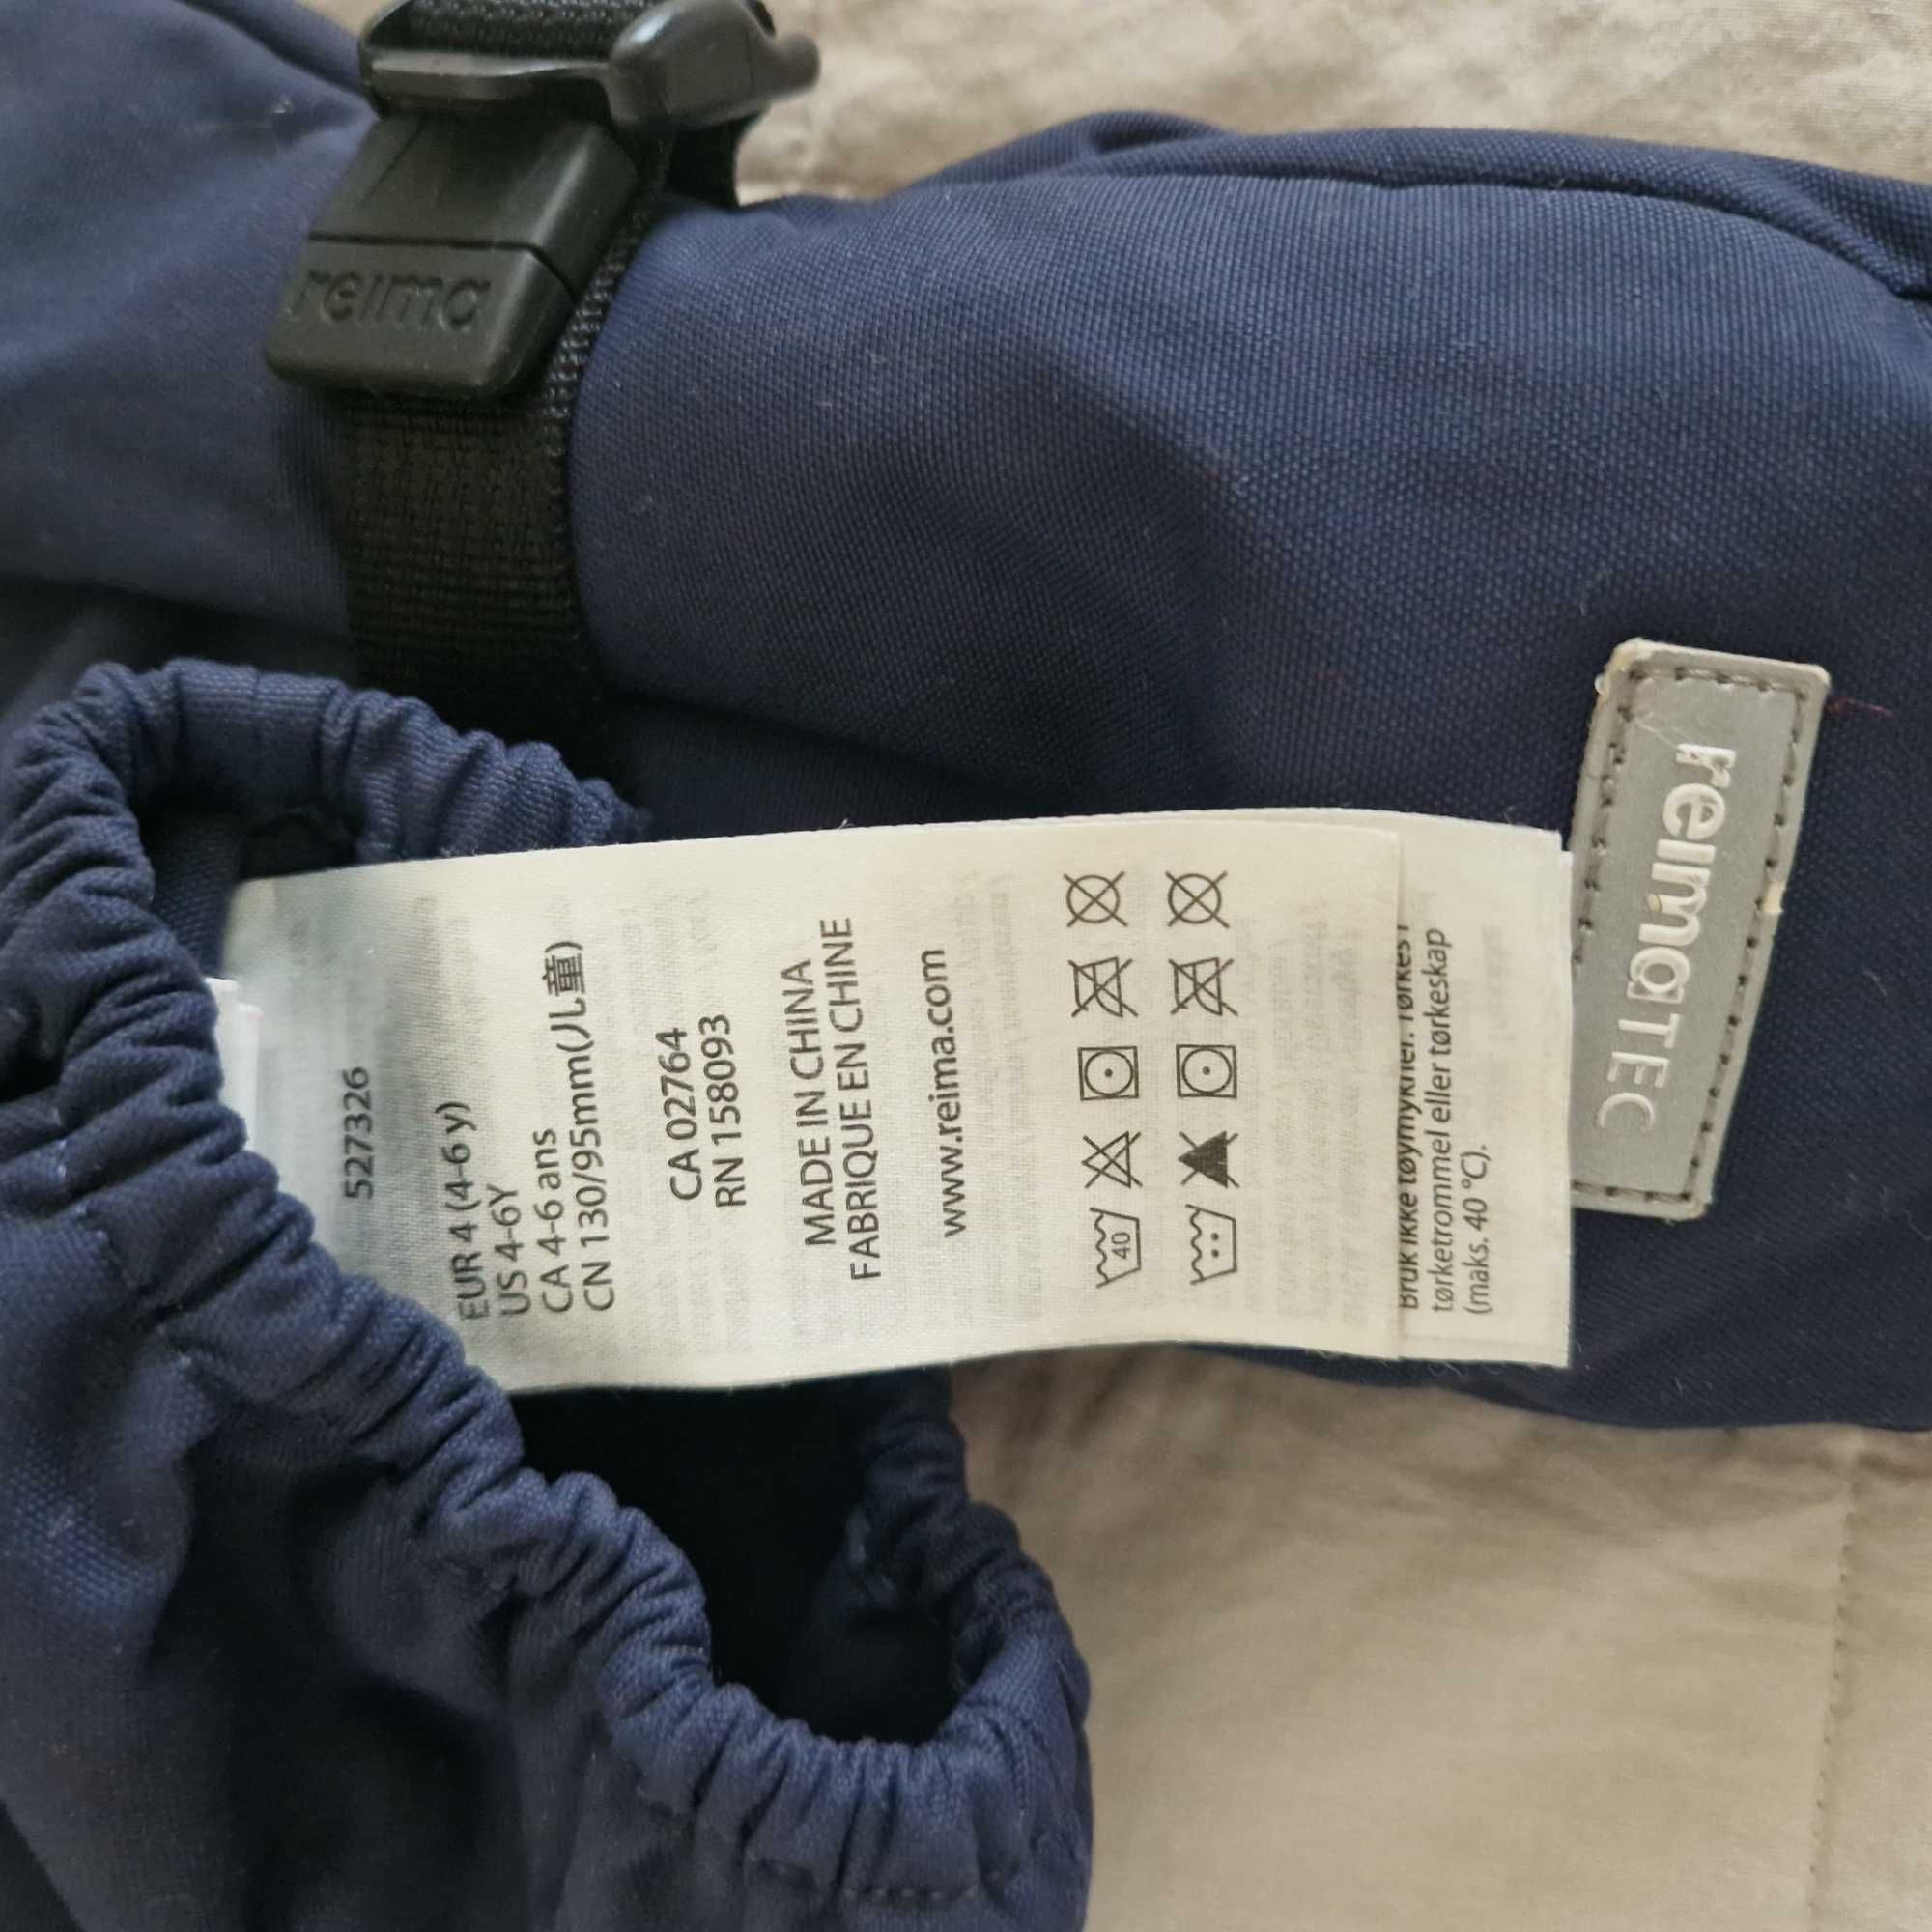 reima
527326
EUR 4 (4-6 y)
US 4-6Y
CA 4-6 ans
CN 130/95mm(儿童)
CA 02764
RN 158093
MADE IN CHINA
FABRIQUE EN CHINE
www.reima.com
40
Bruk ikke tøymykner. Tørkes i
tørketrommel eller tørkeskap
(maks. 40 °C).
reimaTEC